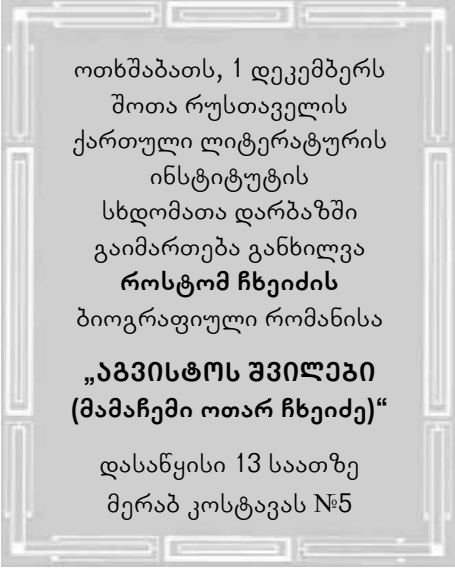 ოთხშაბათს, 1 დეკემბერს
შოთა რუსთაველის
ქართული ლიტერატურის
ინსტიტუტის
სხდომათა დარბაზში
გაიმართება განხილვა
როსტომ ჩხეიძის
ბიოგრაფიული რომანისა
„აგვისტოს შვილები
(მამაჩემი ოთარ ჩხეიძე)“
დასაწყისი 13 საათზე
მერაბ კოსტავას №5